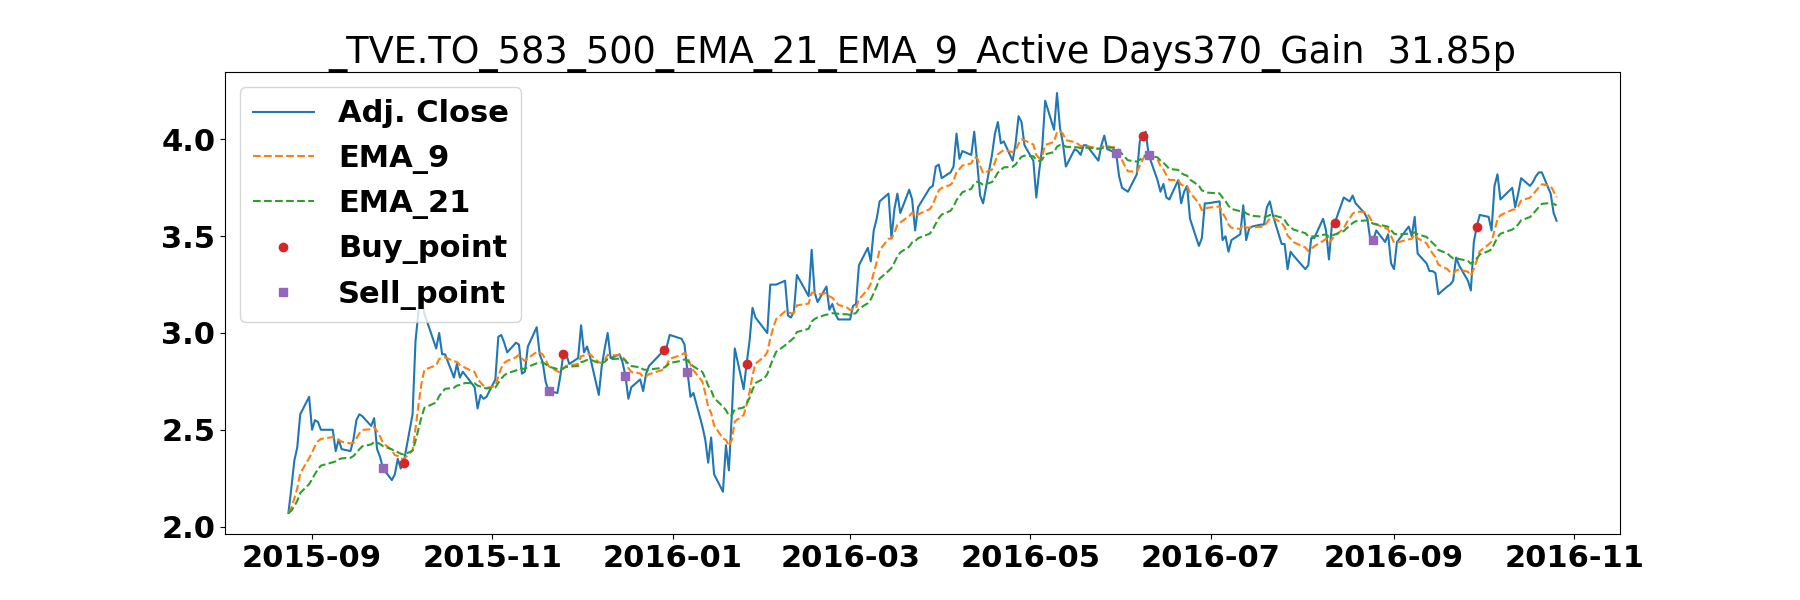 _TVE.TO_583_500_EMA_21_EMA_9_Active Days370_Gain  31.85p
Adj. Close
EMA_9
EMA_21
Buy_point
Sell_point
4.0
3.5
3.0
2.5
2.0
2015-09 2015-11 2016-01 2016-03 2016-05 2016-07 2016-09 2016-11